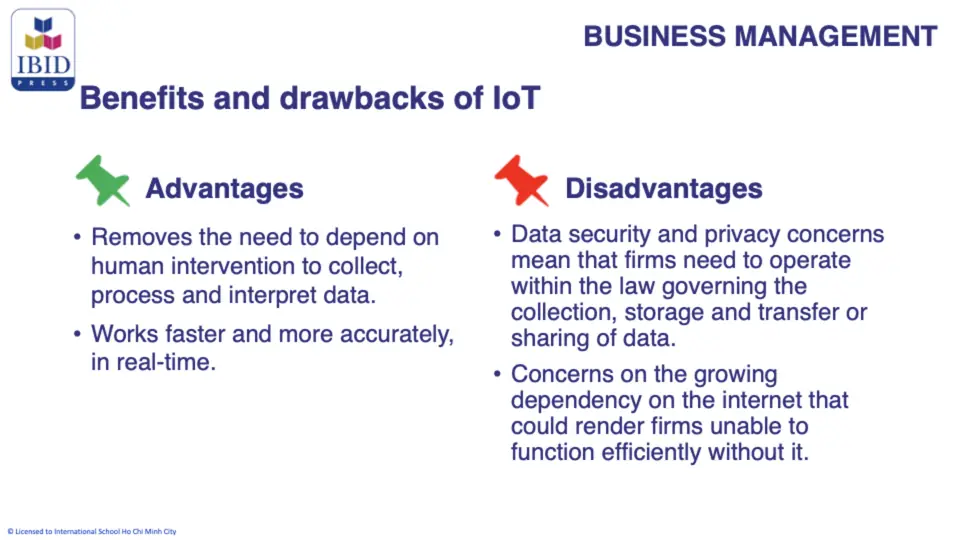 IBID
PRESS
BUSINESS MANAGEMENT
Benefits and drawbacks of IoT
Advantages
• Removes the need to depend on
human intervention to collect,
process and interpret data.
• Works faster and more accurately,
in real-time.
Disadvantages
• Data security and privacy concerns
mean that firms need to operate
within the law governing the
collection, storage and transfer or
sharing of data.
• Concerns on the growing
dependency on the internet that
could render firms unable to
function efficiently without it.
© Licensed to International School Ho Chi Minh City